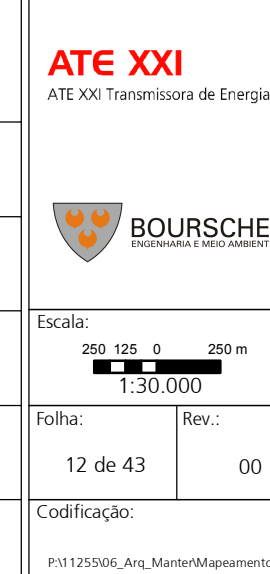 ATE XXI
ATE XXI Transmissora de Energia
BOURSCHE
ENGENHARIA E MEIO AMBIENT
Escala:
250 125 0 250 m
1:30.000
Folha: Rev.:
12 de 43 00
Codificação:
P:\11255\06_Arq_Manter\Mapeamento